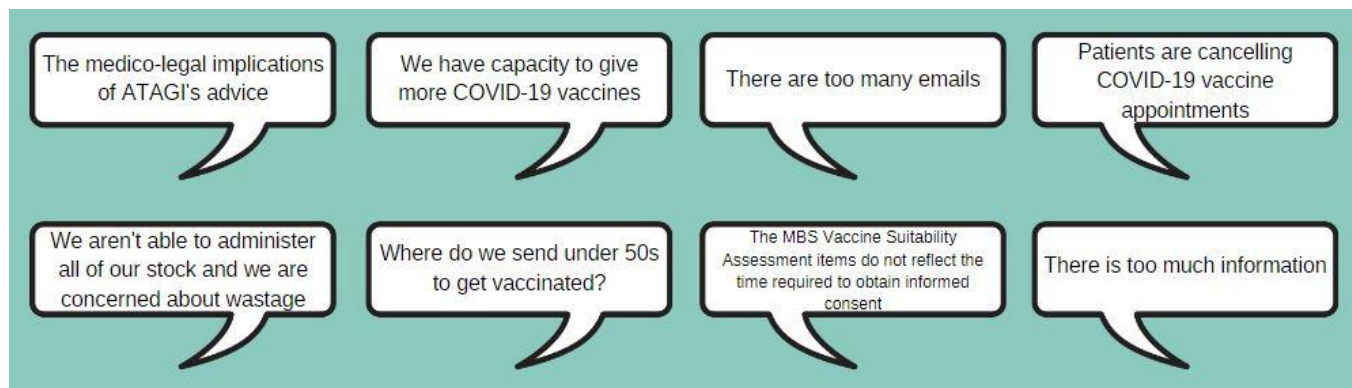 The medico-legal implications
of ATAGI's advice
We have capacity to give
more COVID-19 vaccines
There are too many emails
Patients are cancelling
COVID-19 vaccine
appointments
We aren't able to administer
all of our stock and we are
concerned about wastage
Where do we send under 50s
to get vaccinated?
The MBS Vaccine Suitability
Assessment items do not reflect the
time required to obtain informed
consent
There is too much information